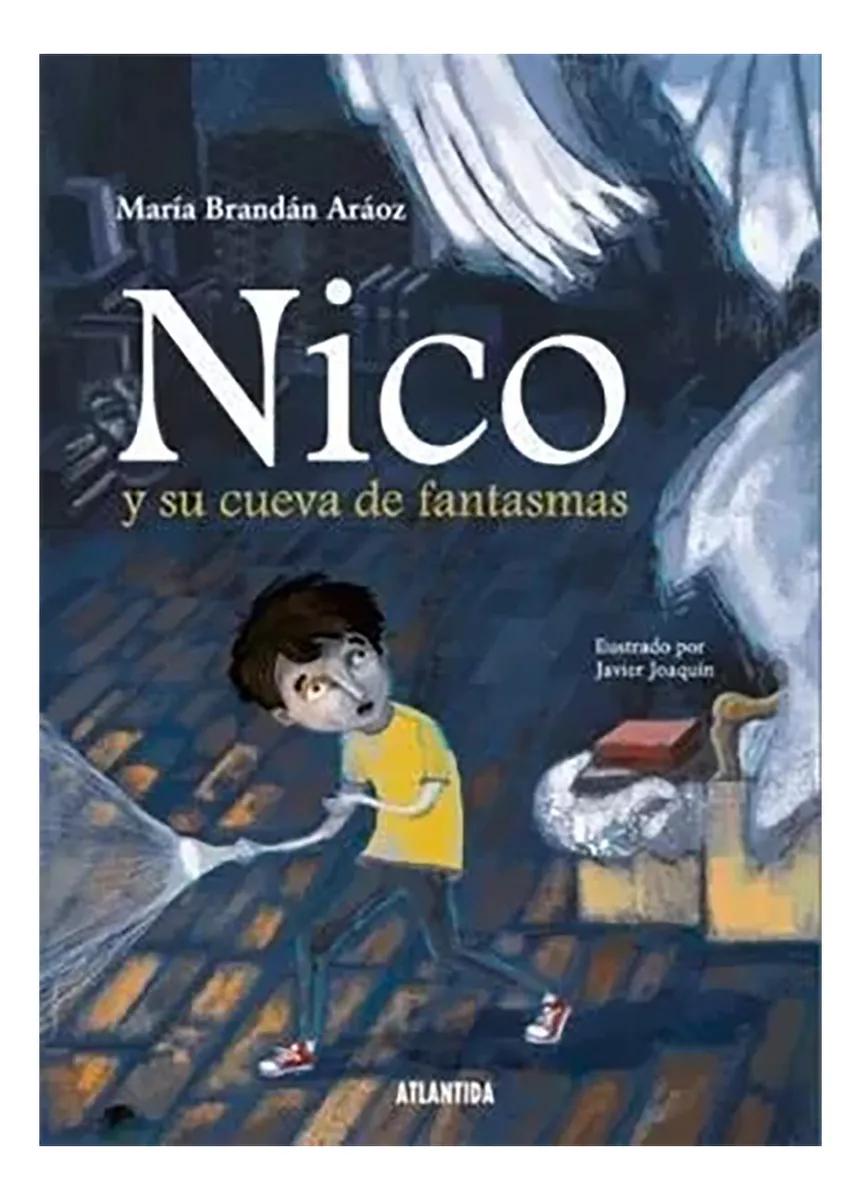 María Brandán Aráoz
Nico
y su cueva de fantasmas
Ilustrado por
Javier Joaquín
ATLANTIDA